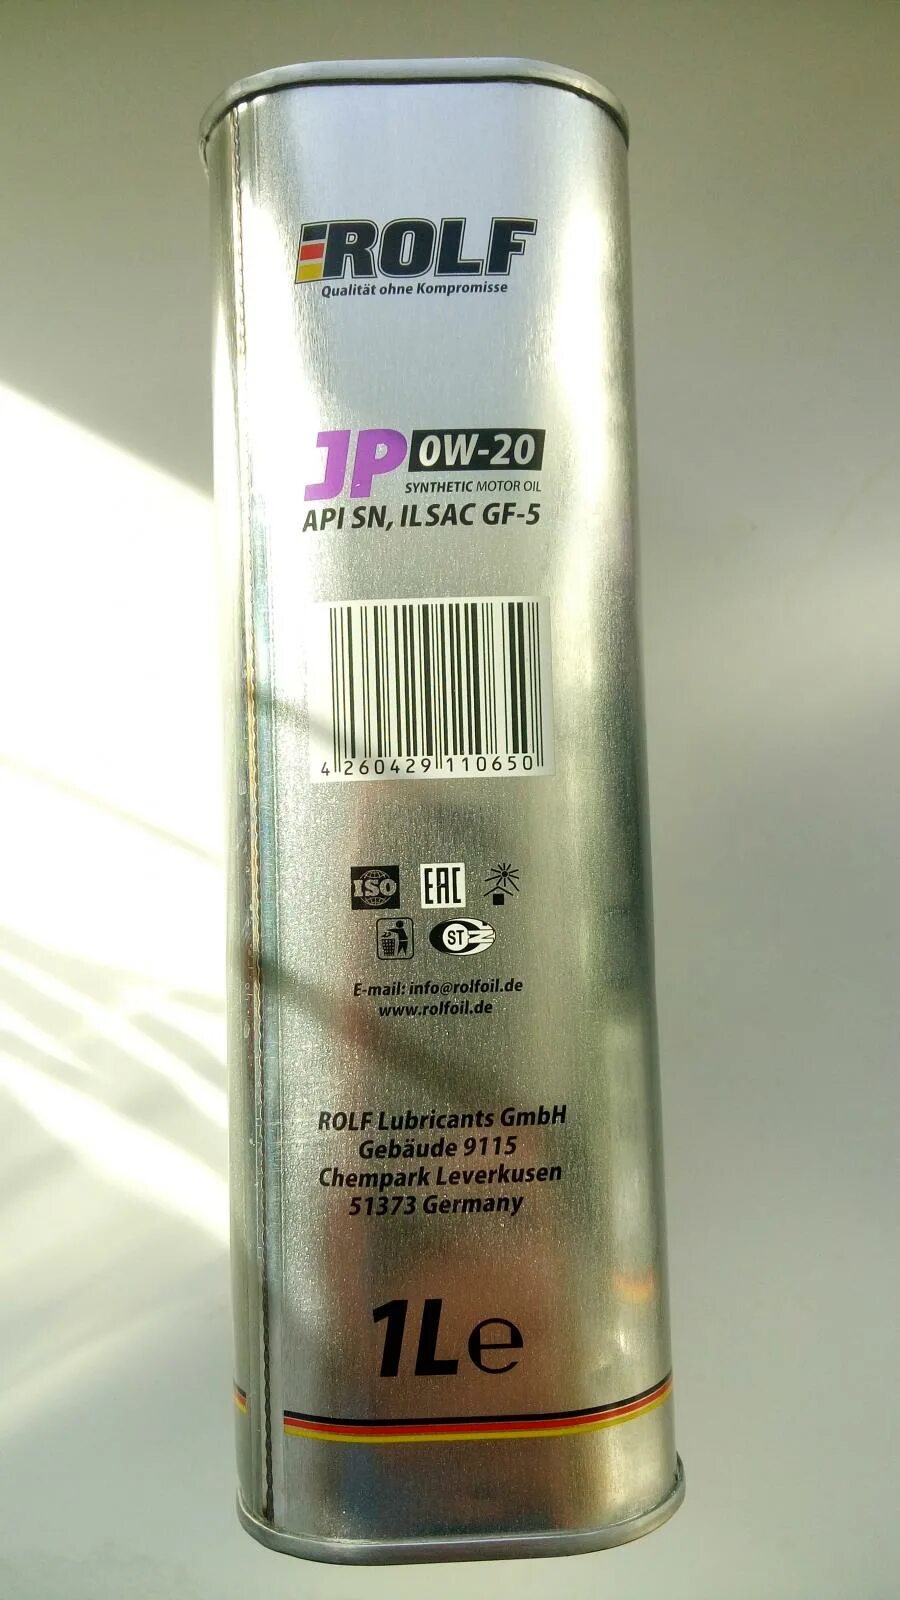 ROLF
Qualität ohne Kompromisse
JP 0W-20
SYNTHETIC MOTOR OIL
API SN, ILSAC GF-5
4 260429 110650
ISO EAC
ST
E-mail: info@rolfoil.de
www.rolfoil.de
ROLF Lubricants GmbH
Gebäude 9115
Chempark Leverkusen
51373 Germany
1L e